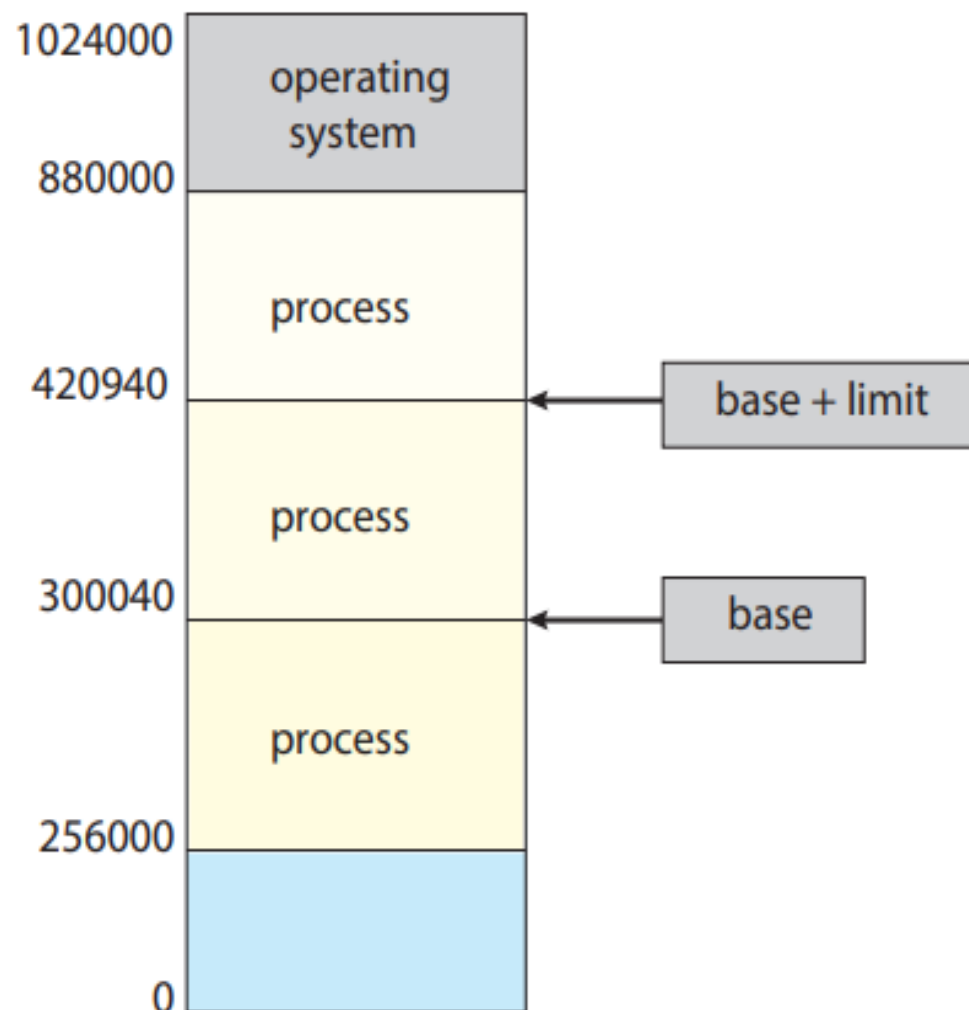 1024000
operating
system
880000
process
420940
base + limit
process
300040
base
process
256000
0